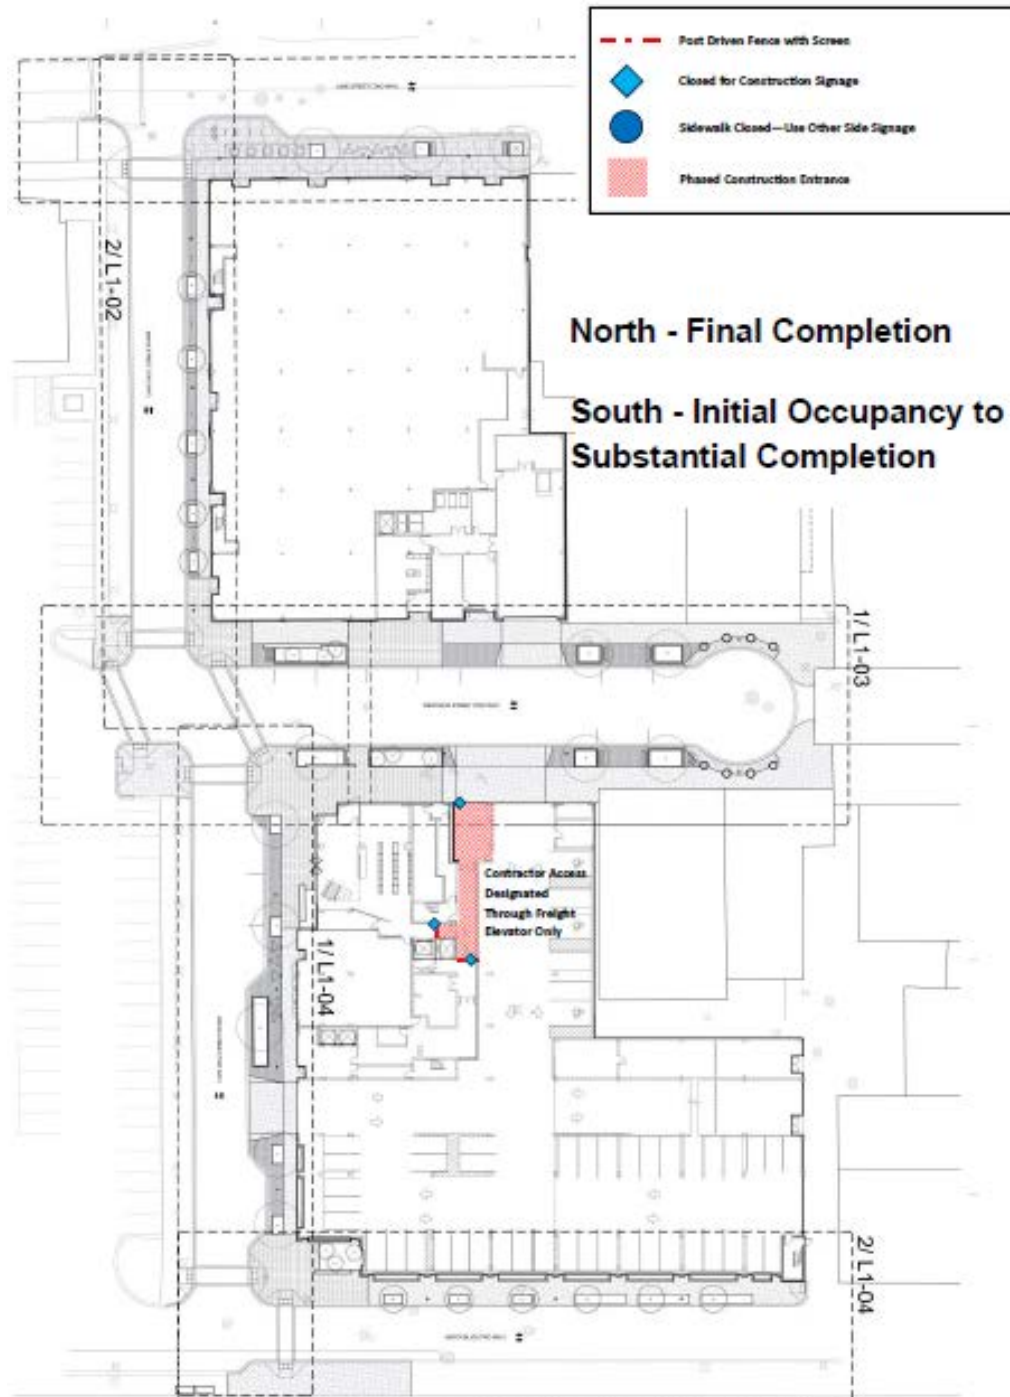 Post Driven Fence with Screen
Closed for Construction Signage
Sidewalk Closed—Use Other Side Signage
Phased Construction Entrance
2/ L1-02
North - Final Completion
South - Initial Occupancy to
Substantial Completion
1/ L1-03
Contractor Access
Designated
Through Freight
Elevator Only
1/ L1-04
2/ L1-04